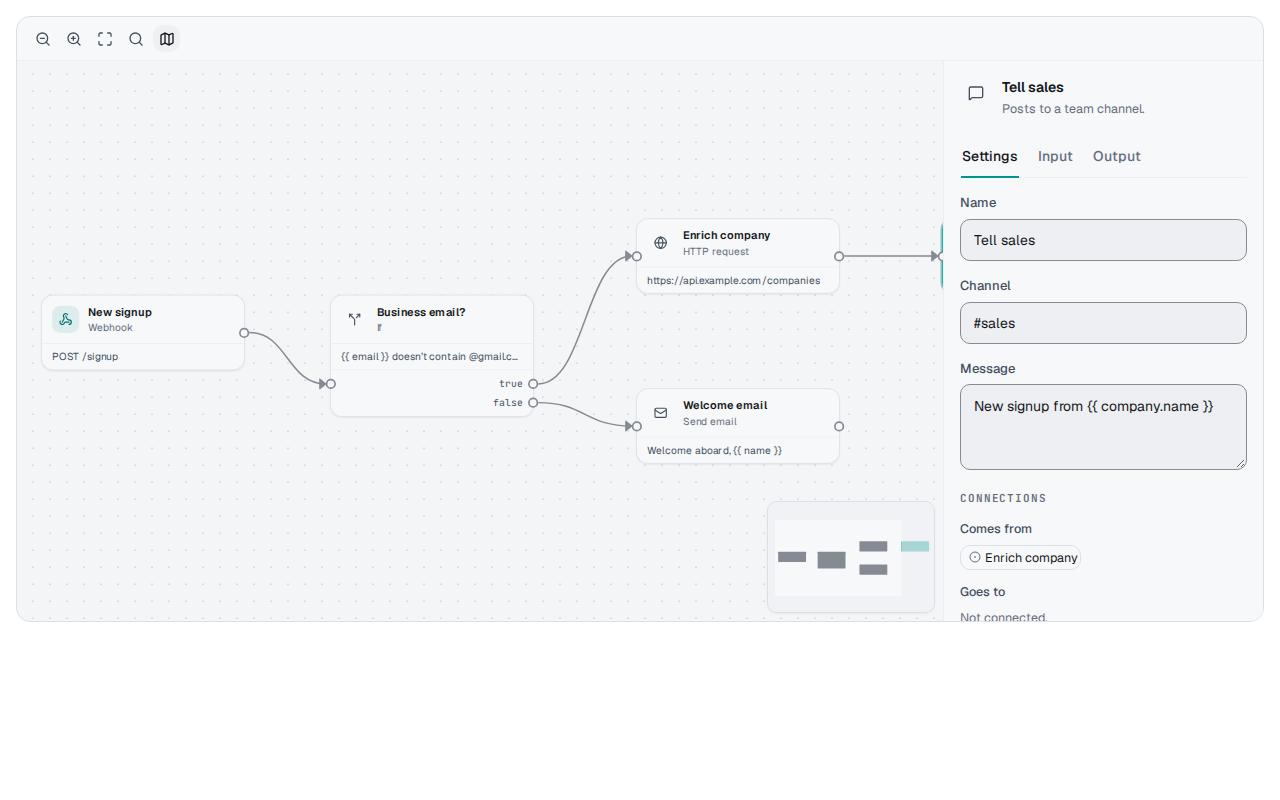 Tell sales
Posts to a team channel.
Settings Input Output
Name
Tell sales
Channel
#sales
Message
New signup from {{ company.name }}
CONNECTIONS
Comes from
Enrich company
Goes to
Not connected.
New signup
Webhook
POST /signup
Business email?
If
{{ email }} doesn't contain @gmail.c…
true
false
Enrich company
HTTP request
https://api.example.com/companies
Welcome email
Send email
Welcome aboard, {{ name }}